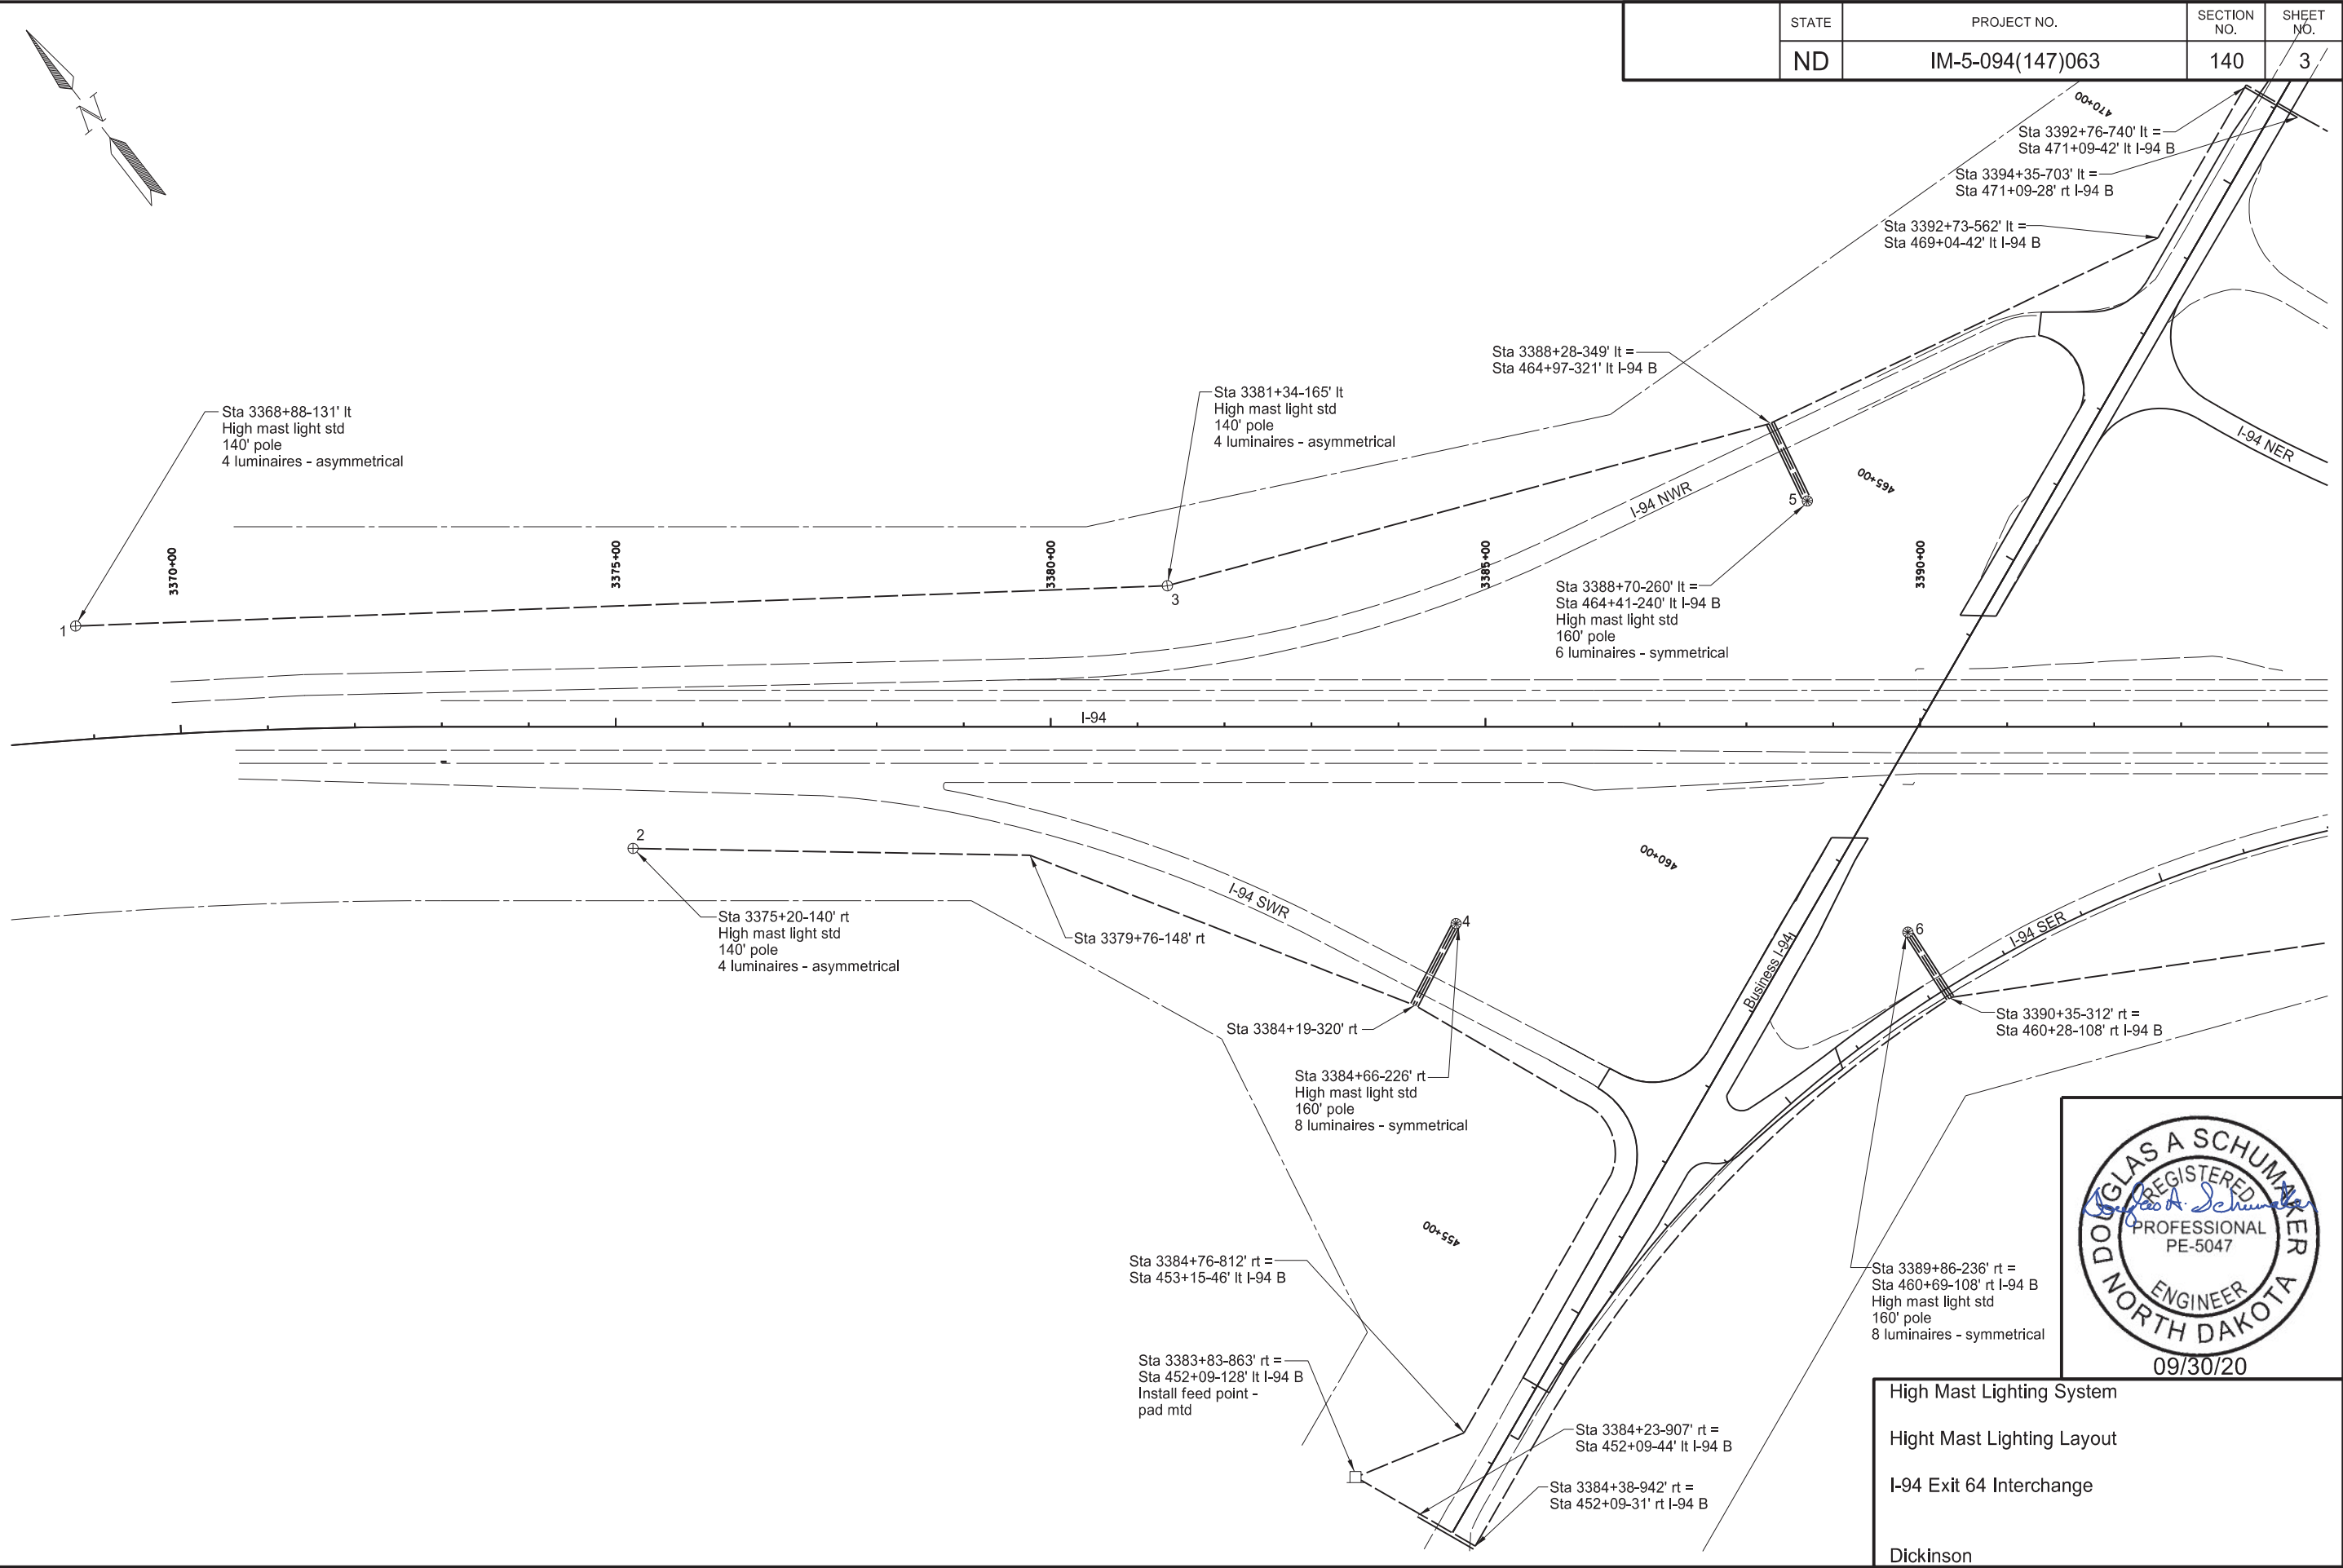 STATE
PROJECT NO.
SECTION
NO.
SHEET
NO.
ND
IM-5-094(147)063
140
3
N
470+00
Sta 3392+76-740' lt =
Sta 471+09-42' lt I-94 B
Sta 3394+35-703' lt =
Sta 471+09-28' rt I-94 B
Sta 3392+73-562' lt =
Sta 469+04-42' lt I-94 B
Sta 3388+28-349' lt =
Sta 464+97-321' lt I-94 B
Sta 3381+34-165' lt
High mast light std
140' pole
4 luminaires - asymmetrical
Sta 3368+88-131' lt
High mast light std
140' pole
4 luminaires - asymmetrical
I-94 NER
465+00
I-94 NWR
5
3370+00
3375+00
3380+00
3385+00
3390+00
Sta 3388+70-260' lt =
Sta 464+41-240' lt I-94 B
High mast light std
160' pole
6 luminaires - symmetrical
3
1
I-94
2
460+00
I-94 SWR
Sta 3375+20-140' rt
High mast light std
140' pole
4 luminaires - asymmetrical
Sta 3379+76-148' rt
4
6
I-94 SER
Business I-94
Sta 3384+19-320' rt
Sta 3390+35-312' rt =
Sta 460+28-108' rt I-94 B
Sta 3384+66-226' rt
High mast light std
160' pole
8 luminaires - symmetrical
455+00
Sta 3384+76-812' rt =
Sta 453+15-46' lt I-94 B
Sta 3389+86-236' rt =
Sta 460+69-108' rt I-94 B
High mast light std
160' pole
8 luminaires - symmetrical
Sta 3383+83-863' rt =
Sta 452+09-128' lt I-94 B
Install feed point -
pad mtd
Sta 3384+23-907' rt =
Sta 452+09-44' lt I-94 B
Sta 3384+38-942' rt =
Sta 452+09-31' rt I-94 B
DOUGLAS A SCHUMAKER
REGISTERED
Douglas A. Schumaker
PROFESSIONAL
PE-5047
ENGINEER
NORTH DAKOTA
09/30/20
High Mast Lighting System
Hight Mast Lighting Layout
I-94 Exit 64 Interchange
Dickinson